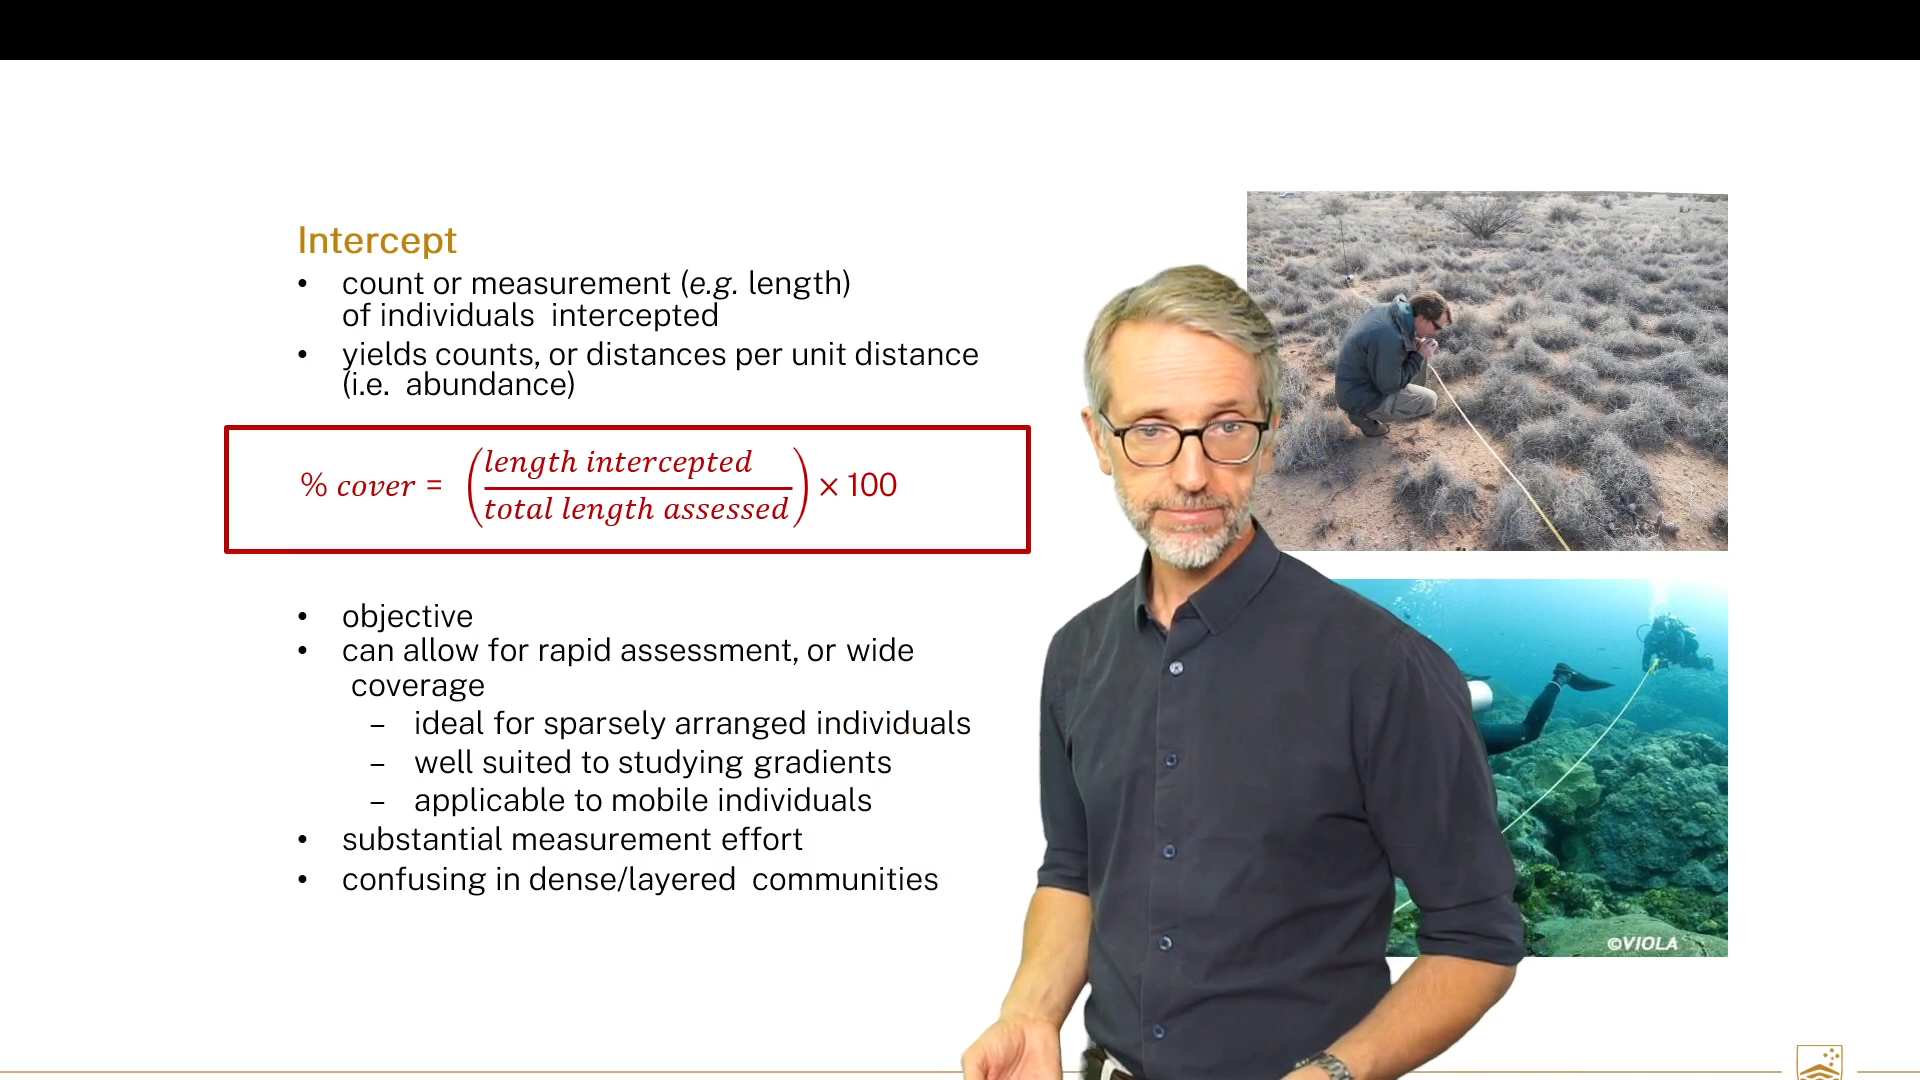 Intercept
• count or measurement (e.g. length)
of individuals intercepted
• yields counts, or distances per unit distance
(i.e. abundance)
% cover = (length intercepted / total length assessed) × 100
• objective
• can allow for rapid assessment, or wide
coverage
– ideal for sparsely arranged individuals
– well suited to studying gradients
– applicable to mobile individuals
• substantial measurement effort
• confusing in dense/layered communities
©VIOLA